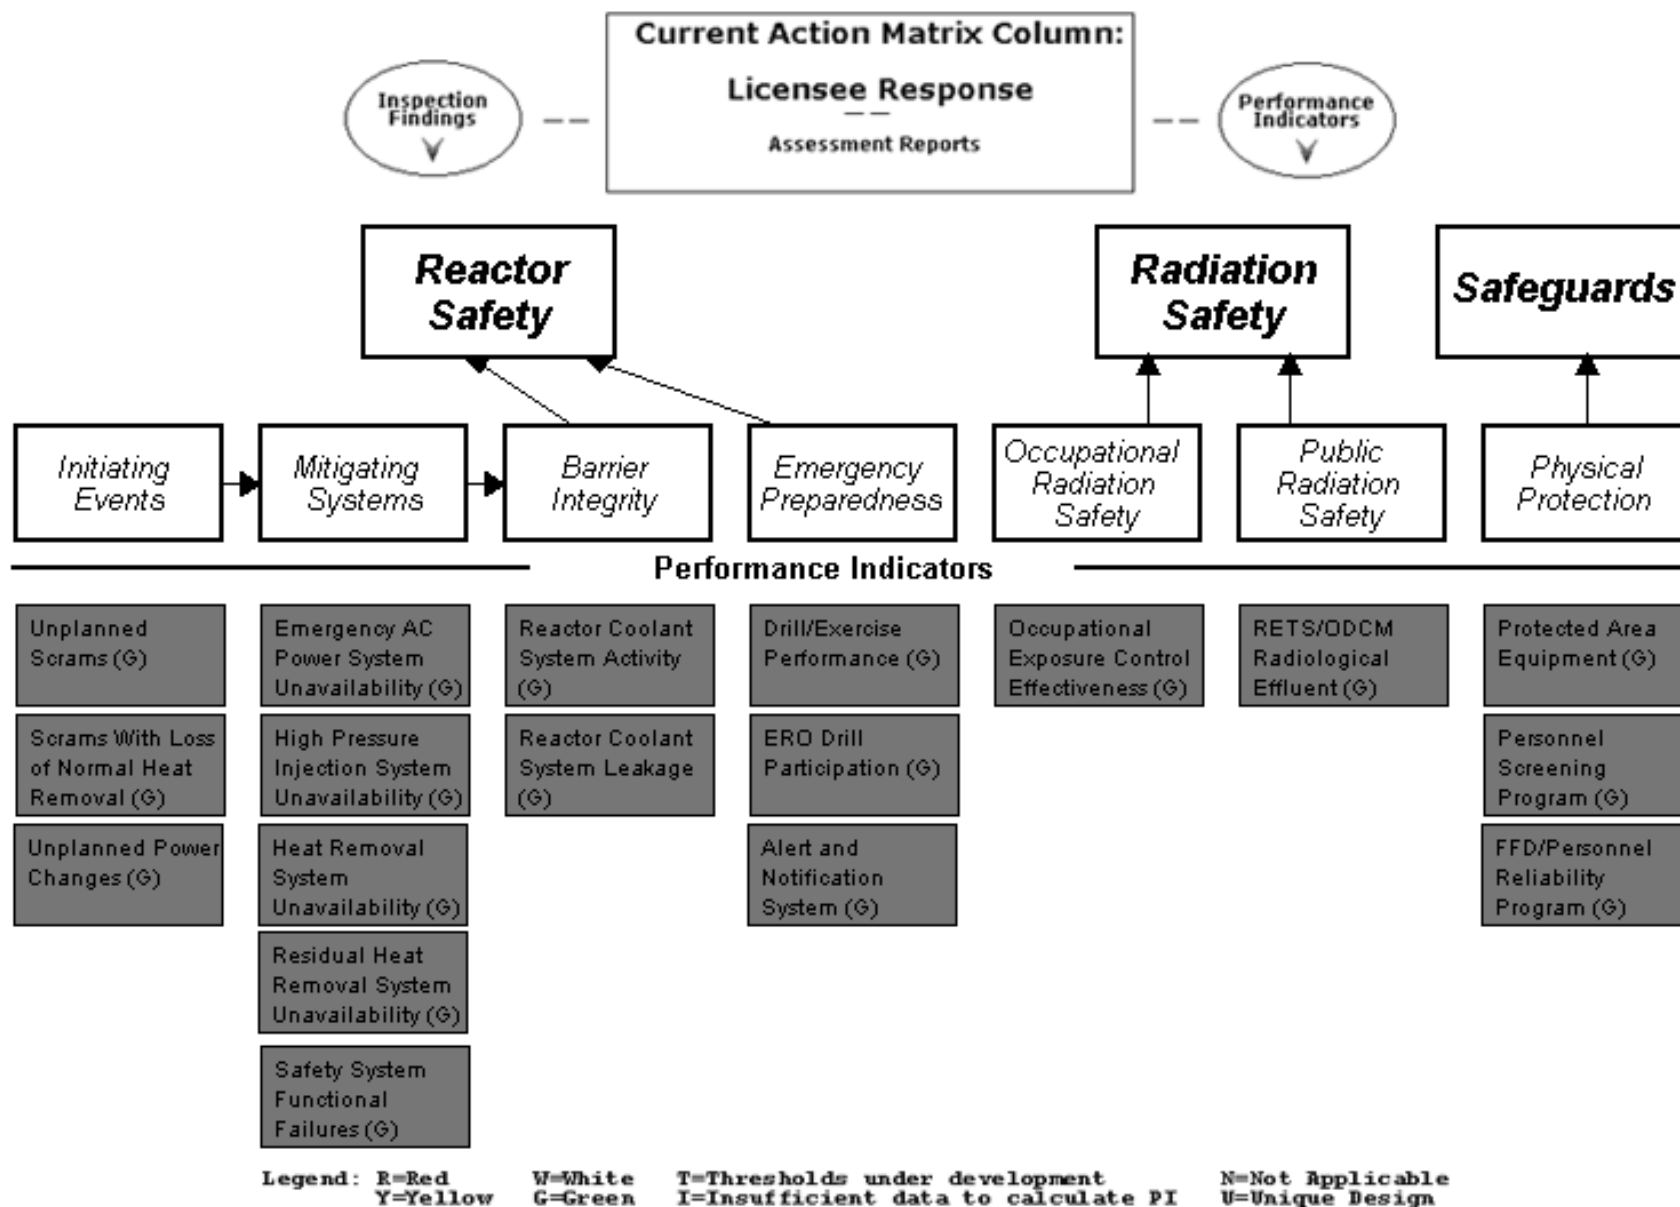 Current Action Matrix Column:
Licensee Response
Assessment Reports
Inspection
Findings
Performance
Indicators
Reactor
Safety
Radiation
Safety
Safeguards
Initiating
Events
Mitigating
Systems
Barrier
Integrity
Emergency
Preparedness
Occupational
Radiation
Safety
Public
Radiation
Safety
Physical
Protection
Performance Indicators
Unplanned
Scrams (G)
Scrams With Loss
of Normal Heat
Removal (G)
Unplanned Power
Changes (G)
Emergency AC
Power System
Unavailability (G)
High Pressure
Injection System
Unavailability (G)
Heat Removal
System
Unavailability (G)
Residual Heat
Removal System
Unavailability (G)
Safety System
Functional
Failures (G)
Reactor Coolant
System Activity
(G)
Reactor Coolant
System Leakage
(G)
Drill/Exercise
Performance (G)
ERO Drill
Participation (G)
Alert and
Notification
System (G)
Occupational
Exposure Control
Effectiveness (G)
RETS/ODCM
Radiological
Effluent (G)
Protected Area
Equipment (G)
Personnel
Screening
Program (G)
FFD/Personnel
Reliability
Program (G)
Legend: R=Red W=White T=Thresholds under development N=Not Applicable
Y=Yellow G=Green I=Insufficient data to calculate PI U=Unique Design